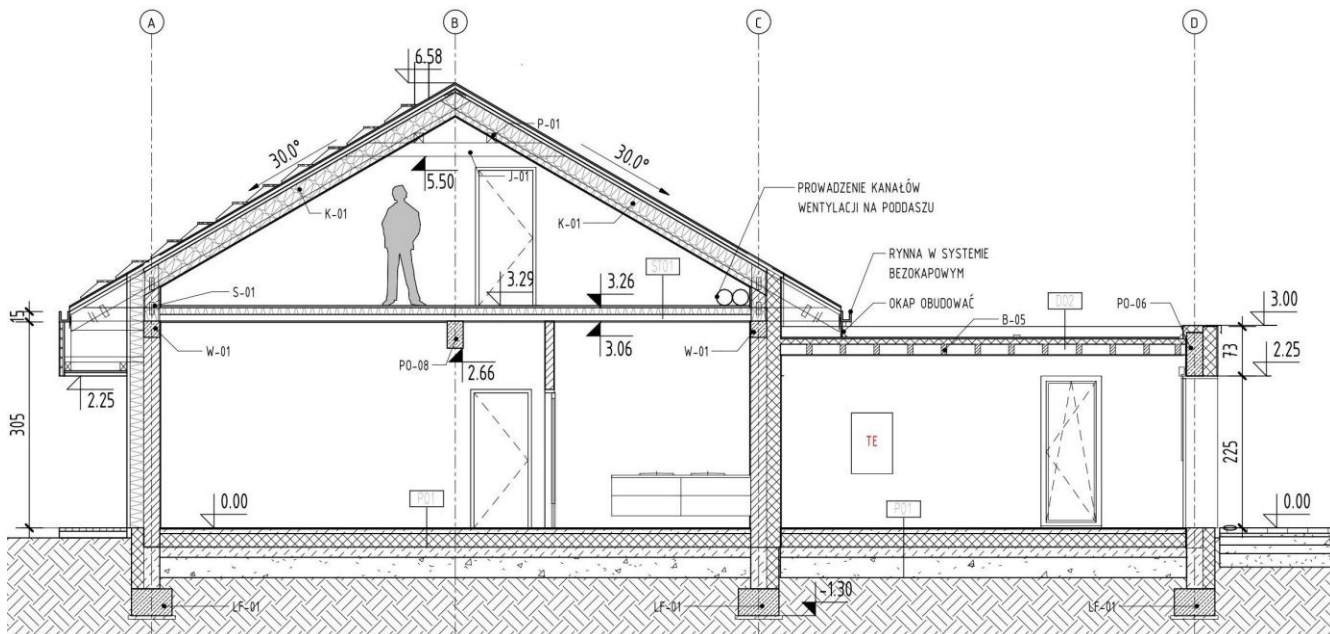 A
B
C
D
6.58
P-01
30.0°
30.0°
5.50
J-01
PROWADZENIE KANAŁÓW
WENTYLACJI NA PODDASZU
K-01
K-01
RYNNA W SYSTEMIE
BEZOKAPOWYM
ST01
3.29
3.26
S-01
OKAP OBUDOWAĆ
DD2
PO-06
3.00
B-05
15
W-01
PO-08
2.66
W-01
3.06
73
2.25
2.25
305
TE
225
0.00
P01
P01
0.00
-1.30
LF-01
LF-01
LF-01